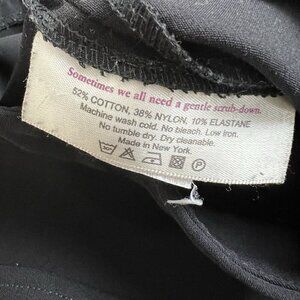 Sometimes we all need a gentle scrub-down.
52% COTTON, 38% NYLON, 10% ELASTANE
Machine wash cold. No bleach. Low iron.
No tumble dry. Dry cleanable.
Made in New York.